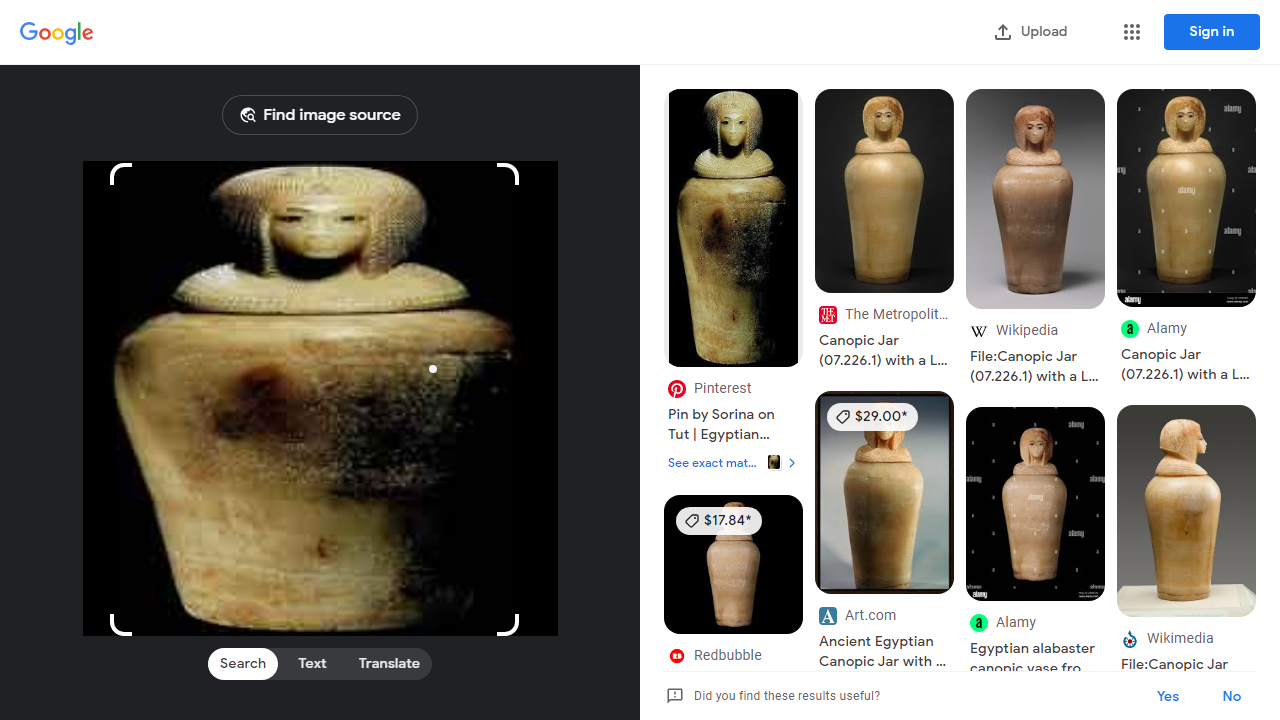 Google
Upload
Sign in
Find image source
Search
Text
Translate
Pinterest
Pin by Sorina on
Tut | Egyptian...
See exact mat...
$17.84*
Redbubble
The Metropolit...
Canopic Jar
(07.226.1) with a L...
$29.00*
Art.com
Ancient Egyptian
Canopic Jar with ...
Wikipedia
File:Canopic Jar
(07.226.1) with a L...
alamy
Alamy
Egyptian alabaster
canopic vase fro...
alamy
Alamy
Canopic Jar
(07.226.1) with a L...
Wikimedia
File:Canopic Jar
Did you find these results useful?
Yes
No